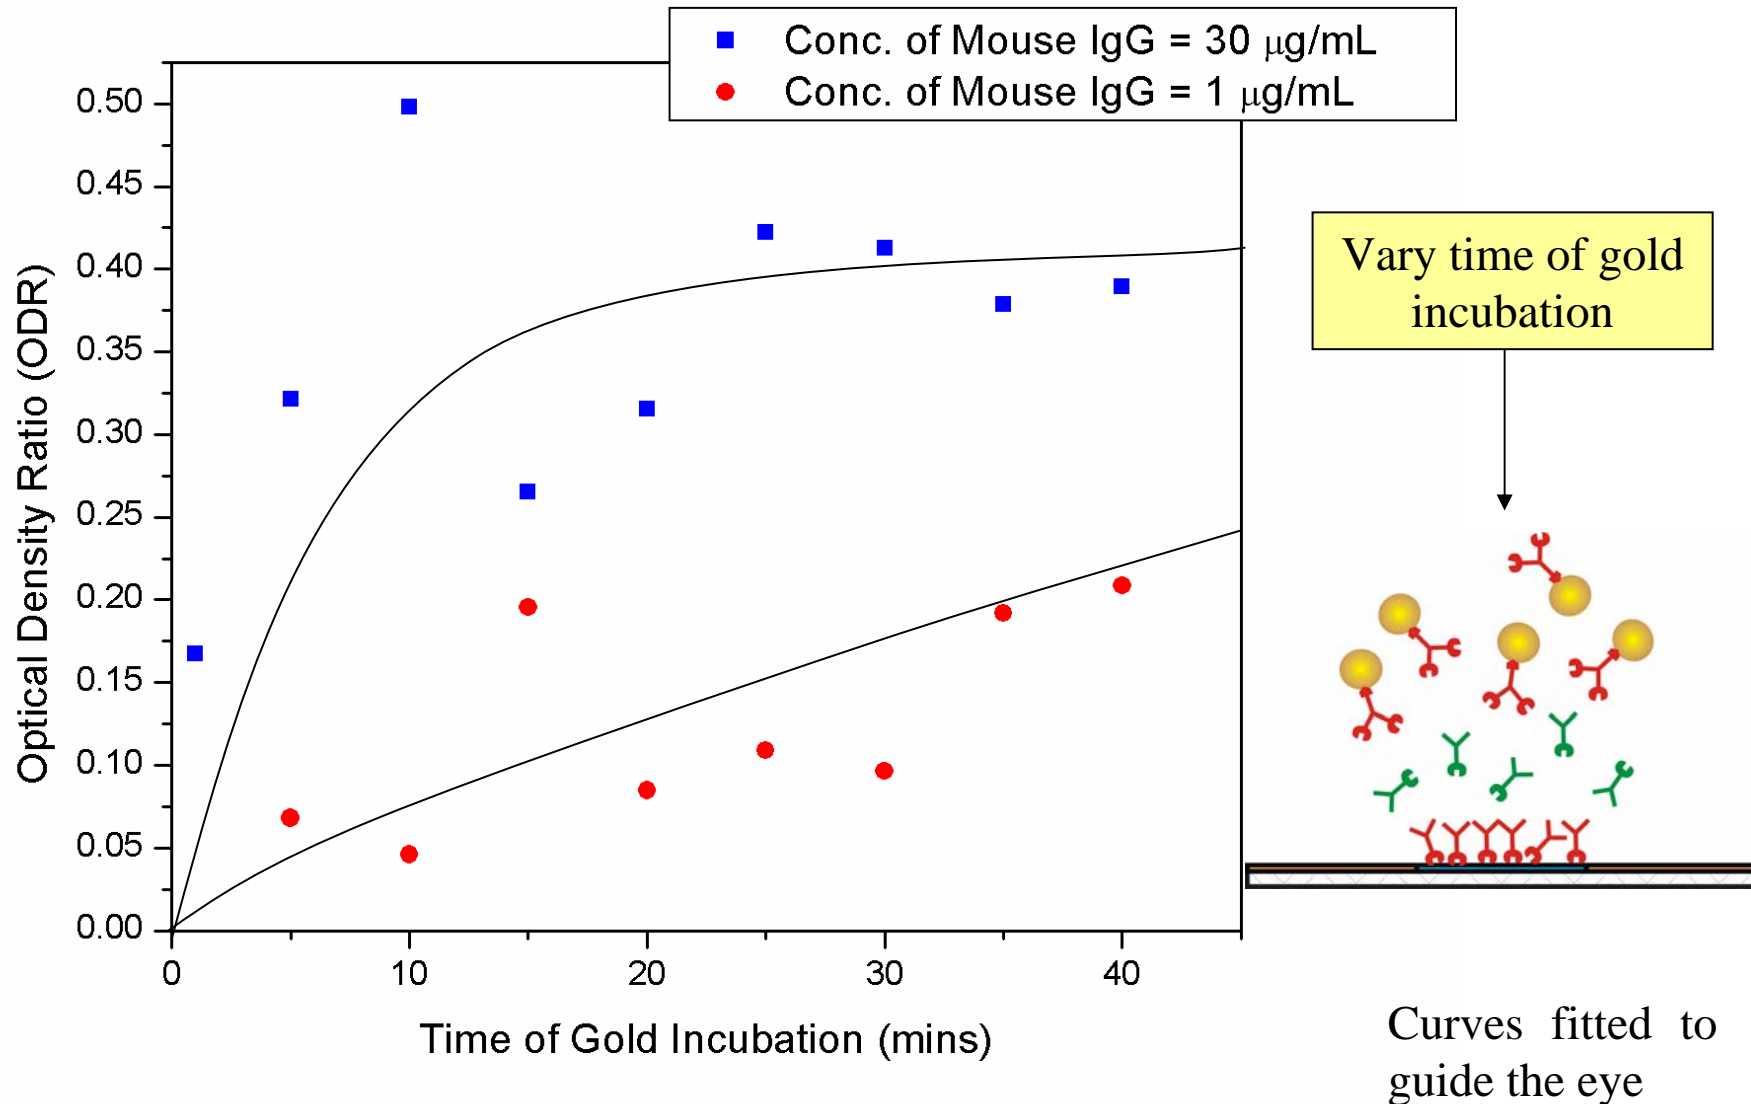 Conc. of Mouse IgG = 30 μg/mL
Conc. of Mouse IgG = 1 μg/mL
Optical Density Ratio (ODR)
0.50
0.45
0.40
0.35
0.30
0.25
0.20
0.15
0.10
0.05
0.00
0 10 20 30 40
Time of Gold Incubation (mins)
Vary time of gold
incubation
Curves fitted to
guide the eye